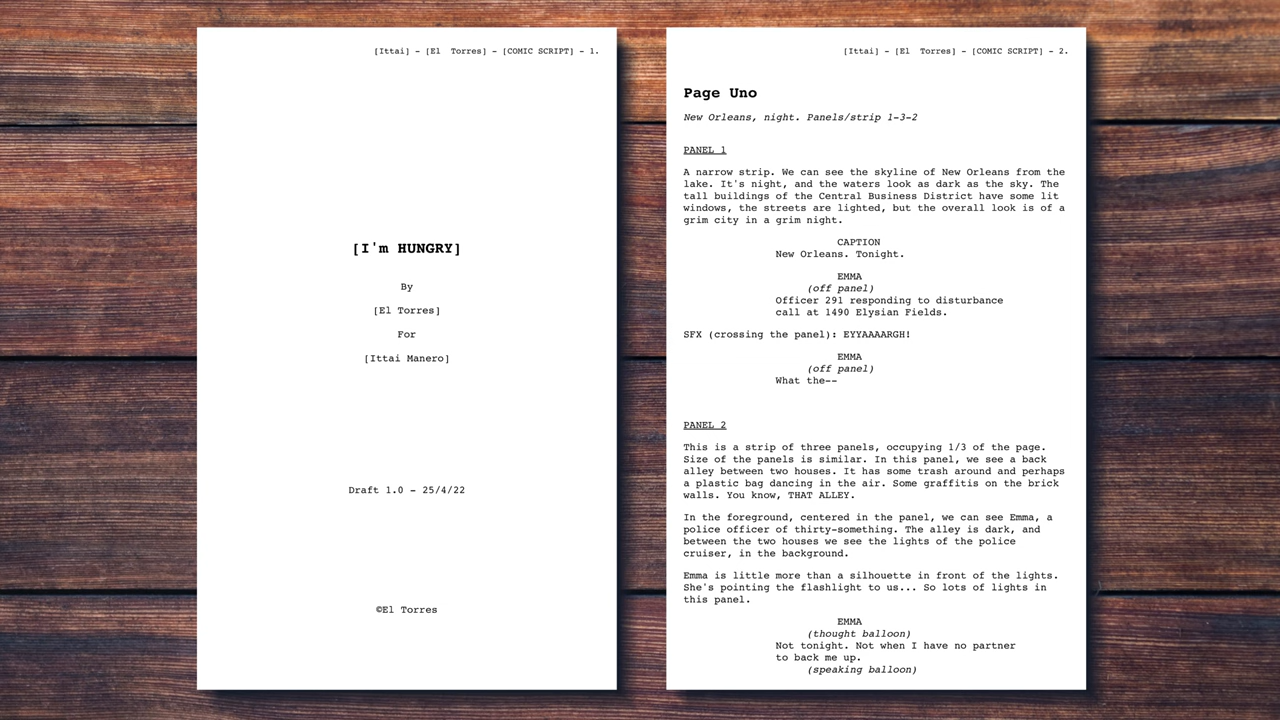 [Ittai] - [El  Torres] - [COMIC SCRIPT] - 1.
[I'm HUNGRY]
By
[El Torres]
For
[Ittai Manero]
Draft 1.0 - 25/4/22
©El Torres
[Ittai] - [El  Torres] - [COMIC SCRIPT] - 2.
Page Uno
New Orleans, night. Panels/strip 1-3-2
PANEL 1
A narrow strip. We can see the skyline of New Orleans from the
lake. It's night, and the waters look as dark as the sky. The
tall buildings of the Central Business District have some lit
windows, the streets are lighted, but the overall look is of a
grim city in a grim night.
CAPTION
New Orleans. Tonight.
EMMA
(off panel)
Officer 291 responding to disturbance
call at 1490 Elysian Fields.
SFX (crossing the panel): EYYAAAARGH!
EMMA
(off panel)
What the--
PANEL 2
This is a strip of three panels, occupying 1/3 of the page.
Size of the panels is similar. In this panel, we see a back
alley between two houses. It has some trash around and perhaps
a plastic bag dancing in the air. Some graffitis on the brick
walls. You know, THAT ALLEY.
In the foreground, centered in the panel, we can see Emma, a
police officer of thirty-something. The alley is dark, and
between the two houses we see the lights of the police
cruiser, in the background.
Emma is little more than a silhouette in front of the lights.
She's pointing the flashlight to us... So lots of lights in
this panel.
EMMA
(thought balloon)
Not tonight. Not when I have no partner
to back me up.
(speaking balloon)